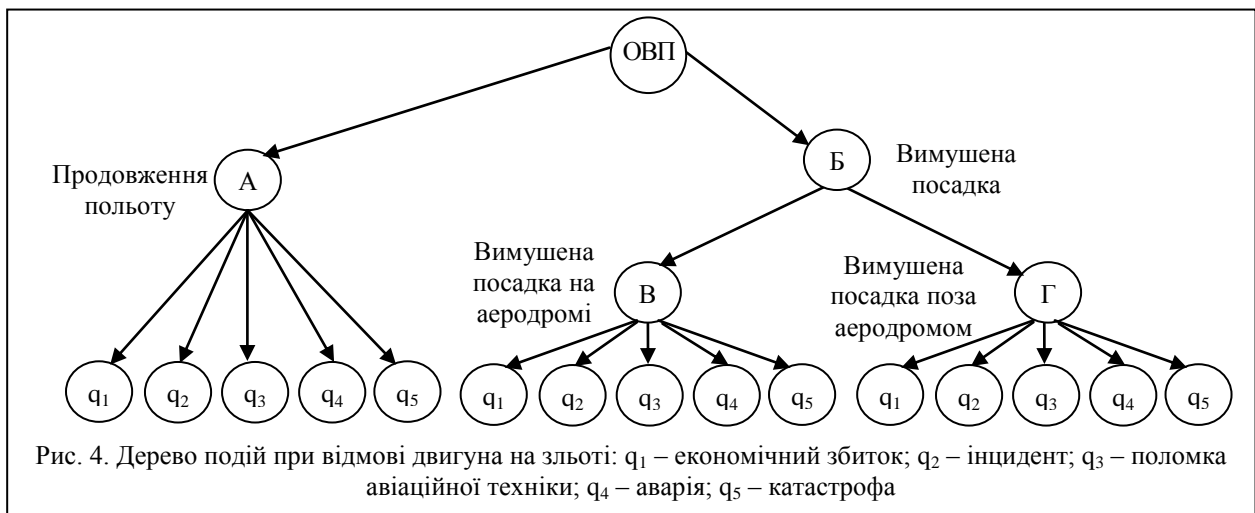 ОВП
Продовження
польоту
А
Б
Вимушена
посадка
Вимушена
посадка на
аеродромі
В
Вимушена
посадка поза
аеродромом
Г
q₁ q₂ q₃ q₄ q₅ q₁ q₂ q₃ q₄ q₅ q₁ q₂ q₃ q₄ q₅
Рис. 4. Дерево подій при відмові двигуна на зльоті: q₁ – економічний збиток; q₂ – інцидент; q₃ – поломка
авіаційної техніки; q₄ – аварія; q₅ – катастрофа